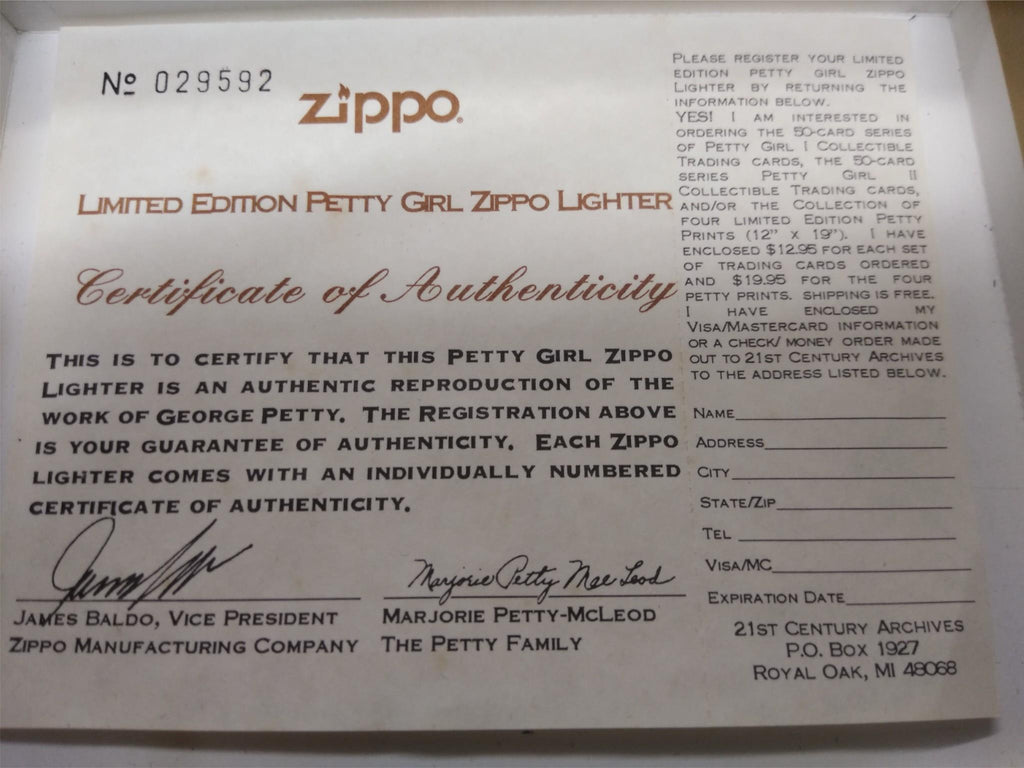 Nº 029592
zippo®
LIMITED EDITION PETTY GIRL ZIPPO LIGHTER
Certificate of Authenticity
THIS IS TO CERTIFY THAT THIS PETTY GIRL ZIPPO
LIGHTER IS AN AUTHENTIC REPRODUCTION OF THE
WORK OF GEORGE PETTY. THE REGISTRATION ABOVE
IS YOUR GUARANTEE OF AUTHENTICITY. EACH ZIPPO
LIGHTER COMES WITH AN INDIVIDUALLY NUMBERED
CERTIFICATE OF AUTHENTICITY.
Marjorie Petty MacLeod
JAMES BALDO, VICE PRESIDENT
ZIPPO MANUFACTURING COMPANY
MARJORIE PETTY-MCLEOD
THE PETTY FAMILY
PLEASE REGISTER YOUR LIMITED
EDITION PETTY GIRL ZIPPO
LIGHTER BY RETURNING THE
INFORMATION BELOW.
YES! I AM INTERESTED IN
ORDERING THE 50-CARD SERIES
OF PETTY GIRL I COLLECTIBLE
TRADING CARDS, THE 50-CARD
SERIES PETTY GIRL II
COLLECTIBLE TRADING CARDS,
AND/OR THE COLLECTION OF
FOUR LIMITED EDITION PETTY
PRINTS (12" X 19"). I HAVE
ENCLOSED $12.95 FOR EACH SET
OF TRADING CARDS ORDERED
AND $19.95 FOR THE FOUR
PETTY PRINTS. SHIPPING IS FREE.
I HAVE ENCLOSED MY
VISA/MASTERCARD INFORMATION
OR A CHECK/ MONEY ORDER MADE
OUT TO 21ST CENTURY ARCHIVES
TO THE ADDRESS LISTED BELOW.
NAME
ADDRESS
CITY
STATE/ZIP
TEL
VISA/MC
EXPIRATION DATE
21ST CENTURY ARCHIVES
P.O. BOX 1927
ROYAL OAK, MI 48068